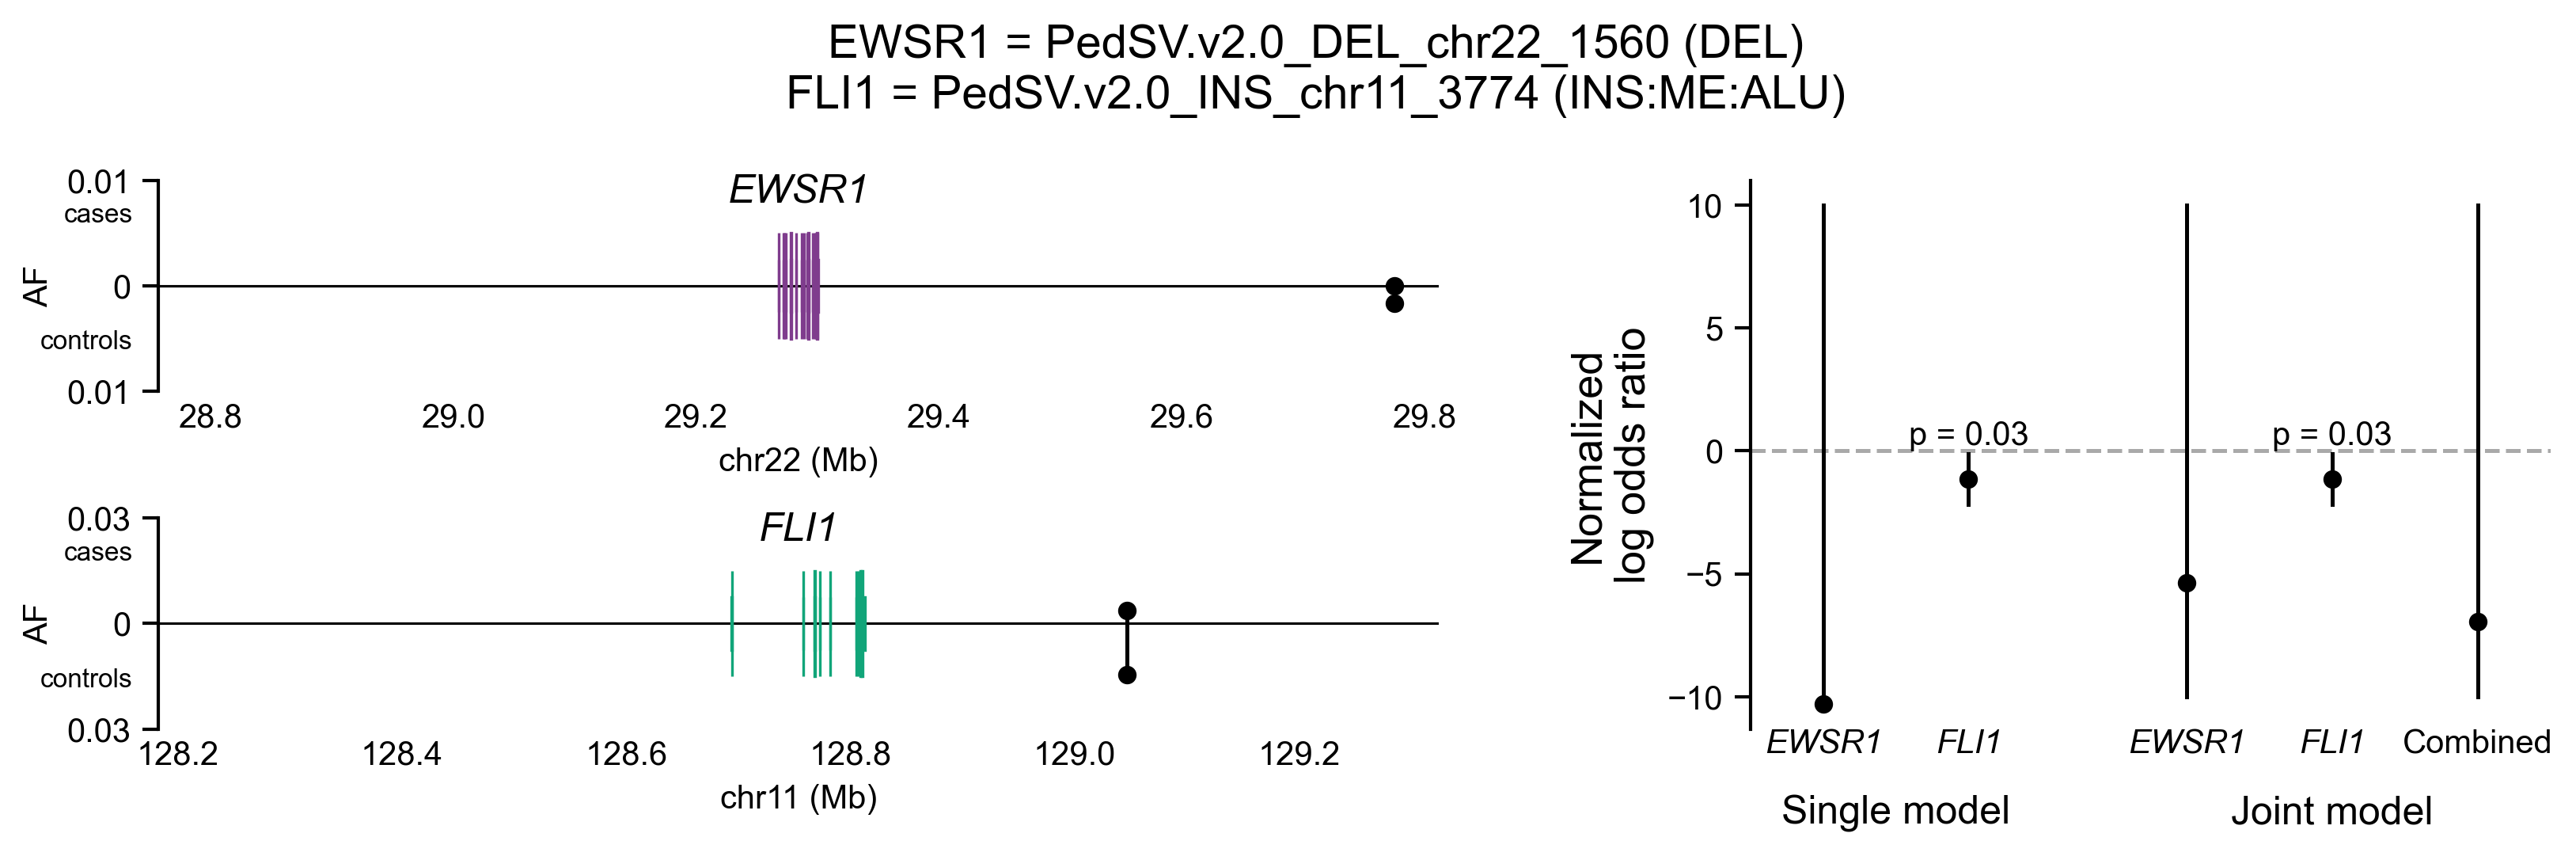 EWSR1 = PedSV.v2.0_DEL_chr22_1560 (DEL)
FLI1 = PedSV.v2.0_INS_chr11_3774 (INS:ME:ALU)
EWSR1
0.01
cases
AF
0
controls
0.01
28.8 29.0 29.2 29.4 29.6 29.8
chr22 (Mb)
FLI1
0.03
cases
AF
0
controls
0.03
128.2 128.4 128.6 128.8 129.0 129.2
chr11 (Mb)
Normalized
log odds ratio
10
5
0
−5
−10
p = 0.03
p = 0.03
EWSR1 FLI1 EWSR1 FLI1 Combined
Single model Joint model